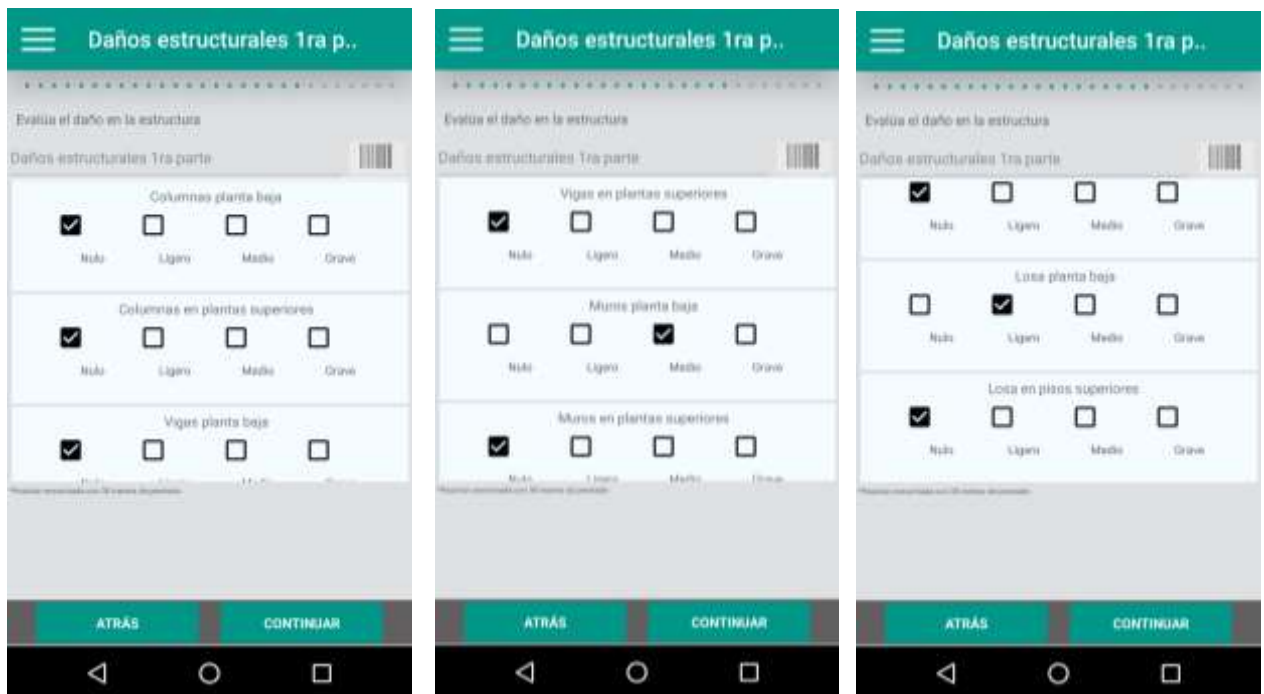 Daños estructurales 1ra p..
Evalúa el daño en la estructura
Daños estructurales 1ra parte
Columnas planta baja
Nulo Ligero Medio Grave
Columnas en plantas superiores
Nulo Ligero Medio Grave
Vigas planta baja
ATRÁS CONTINUAR
Daños estructurales 1ra p..
Evalúa el daño en la estructura
Daños estructurales 1ra parte
Vigas en plantas superiores
Nulo Ligero Medio Grave
Muros planta baja
Nulo Ligero Medio Grave
Muros en plantas superiores
Nulo Ligero Medio Grave
ATRÁS CONTINUAR
Daños estructurales 1ra p..
Evalúa el daño en la estructura
Daños estructurales 1ra parte
Nulo Ligero Medio Grave
Losa planta baja
Nulo Ligero Medio Grave
Losa en pisos superiores
Nulo Ligero Medio Grave
ATRÁS CONTINUAR